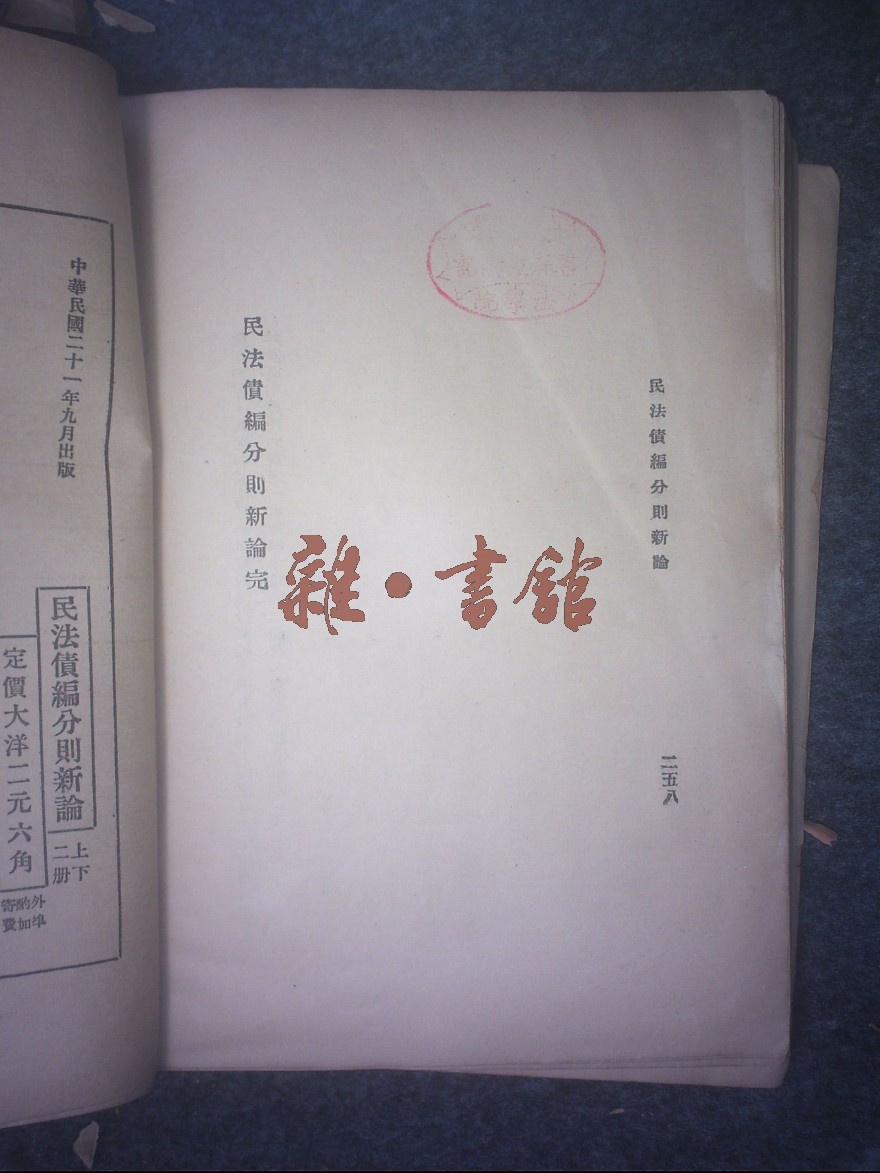 民法債編分則新論
二五八
民法債編分則新論完
雜·書館
法學院
中華民國二十一年九月出版
民法債編分則新論
上下二册
定價大洋二元六角
外埠酌加寄費